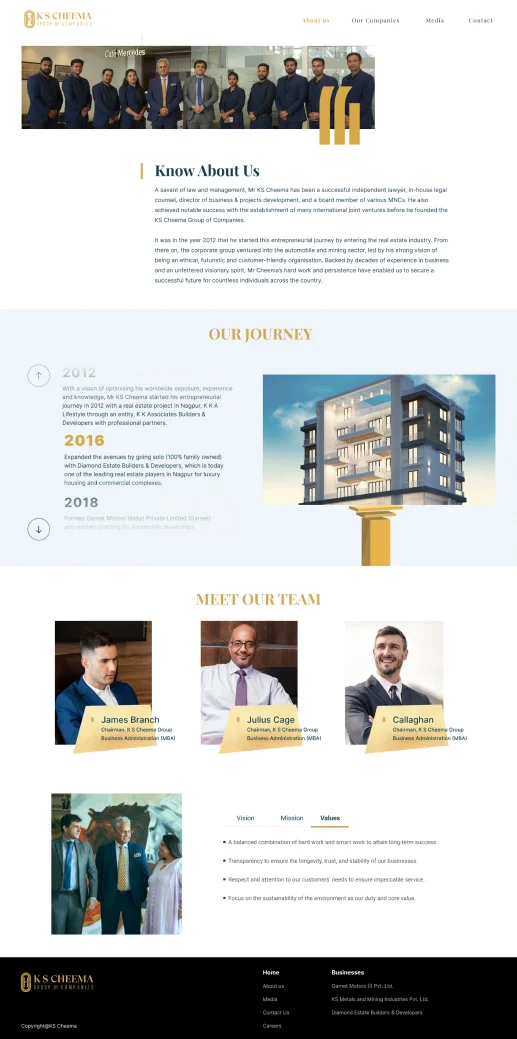 K S CHEEMA
GROUP OF COMPANIES
About us
Our Companies
Media
Contact
Café Mercedes
Know About Us
A savant of law and management, Mr KS Cheema has been a successful independent lawyer, in-house legal
counsel, director of business & projects development, and a board member of various MNCs. He also
achieved notable success with the establishment of many international joint ventures before he founded the
KS Cheema Group of Companies.
It was in the year 2012 that he started this entrepreneurial journey by entering the real estate industry. From
there on, the corporate group ventured into the automobile and mining sector, led by his strong vision of
being an ethical, futuristic and customer-friendly organisation. Backed by decades of experience in business
and an unfettered visionary spirit, Mr Cheema's hard work and persistence have enabled us to secure a
successful future for countless individuals across the country.
OUR JOURNEY
2012
With a vision of optimising his worldwide exposure, experience
and knowledge, Mr KS Cheema started his entrepreneurial
journey in 2012 with a real estate project in Nagpur, K K A
Lifestyle through an entity, K K Associates Builders &
Developers with professional partners.
2016
Expanded the avenues by going solo (100% family owned)
with Diamond Estate Builders & Developers, which is today
one of the leading real estate players in Nagpur for luxury
housing and commercial complexes.
2018
Formed Garnet Motors (India) Private Limited (Garnet)
and started scouting for automobile dealerships.
MEET OUR TEAM
James Branch
Chairman, K S Cheema Group
Business Administration (MBA)
Julius Cage
Chairman, K S Cheema Group
Business Administration (MBA)
Callaghan
Chairman, K S Cheema Group
Business Administration (MBA)
Vision
Mission
Values
A balanced combination of hard work and smart work to attain long-term success.
Transparency to ensure the longevity, trust, and stability of our businesses.
Respect and attention to our customers' needs to ensure impeccable service.
Focus on the sustainability of the environment as our duty and core value.
K S CHEEMA
GROUP OF COMPANIES
Copyright@KS Cheema
Home
About us
Media
Contact Us
Careers
Businesses
Garnet Motors (I) Pvt. Ltd.
KS Metals and Mining Industries Pvt. Ltd.
Diamond Estate Builders & Developers